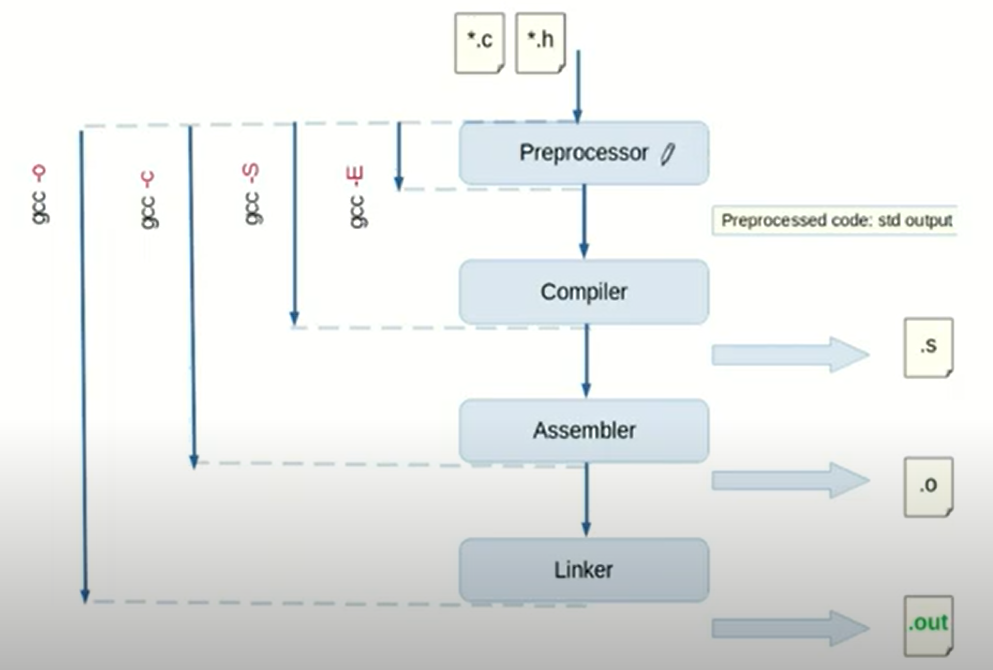 *.c *.h
gcc -o
gcc -c
gcc -S
gcc -E
Preprocessor
Preprocessed code: std output
Compiler
.s
Assembler
.o
Linker
.out